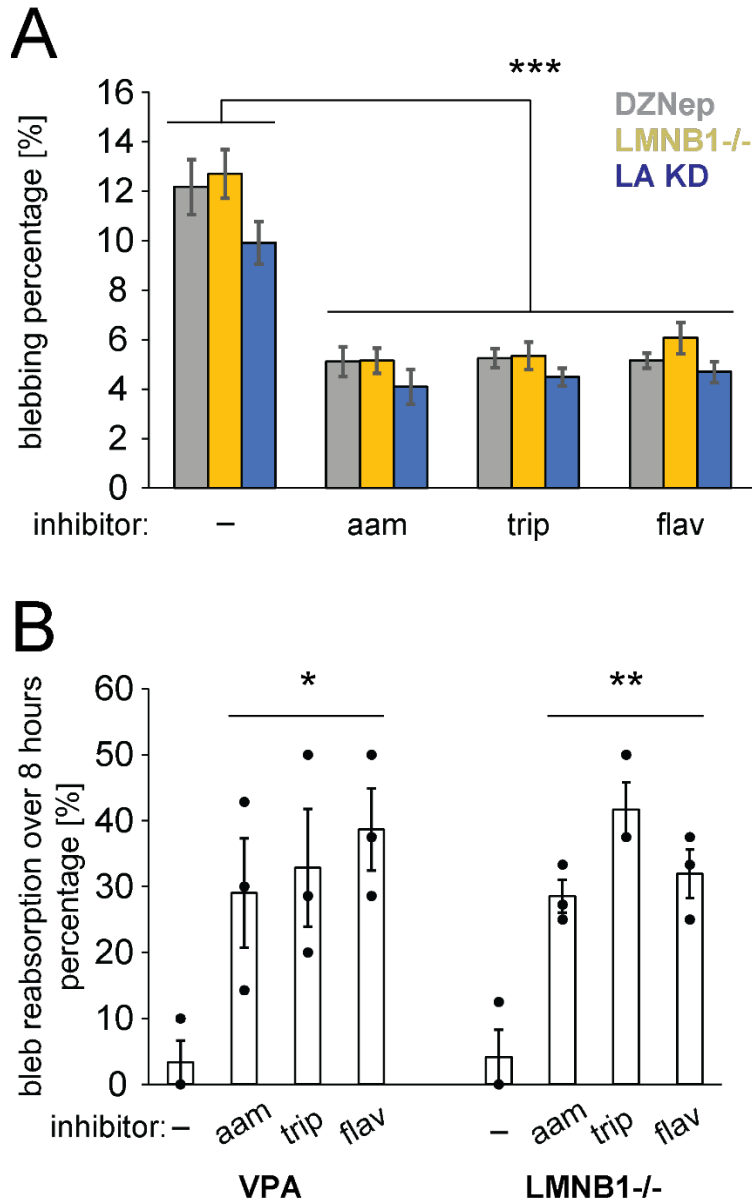 A
***
DZNep
LMNB1-/-
LA KD
blebbing percentage [%]
16
14
12
10
8
6
4
2
0
inhibitor: – aam trip flav
B
bleb reabsorption over 8 hours
percentage [%]
* **
60
50
40
30
20
10
0
inhibitor: – aam trip flav – aam trip flav
VPA LMNB1-/-